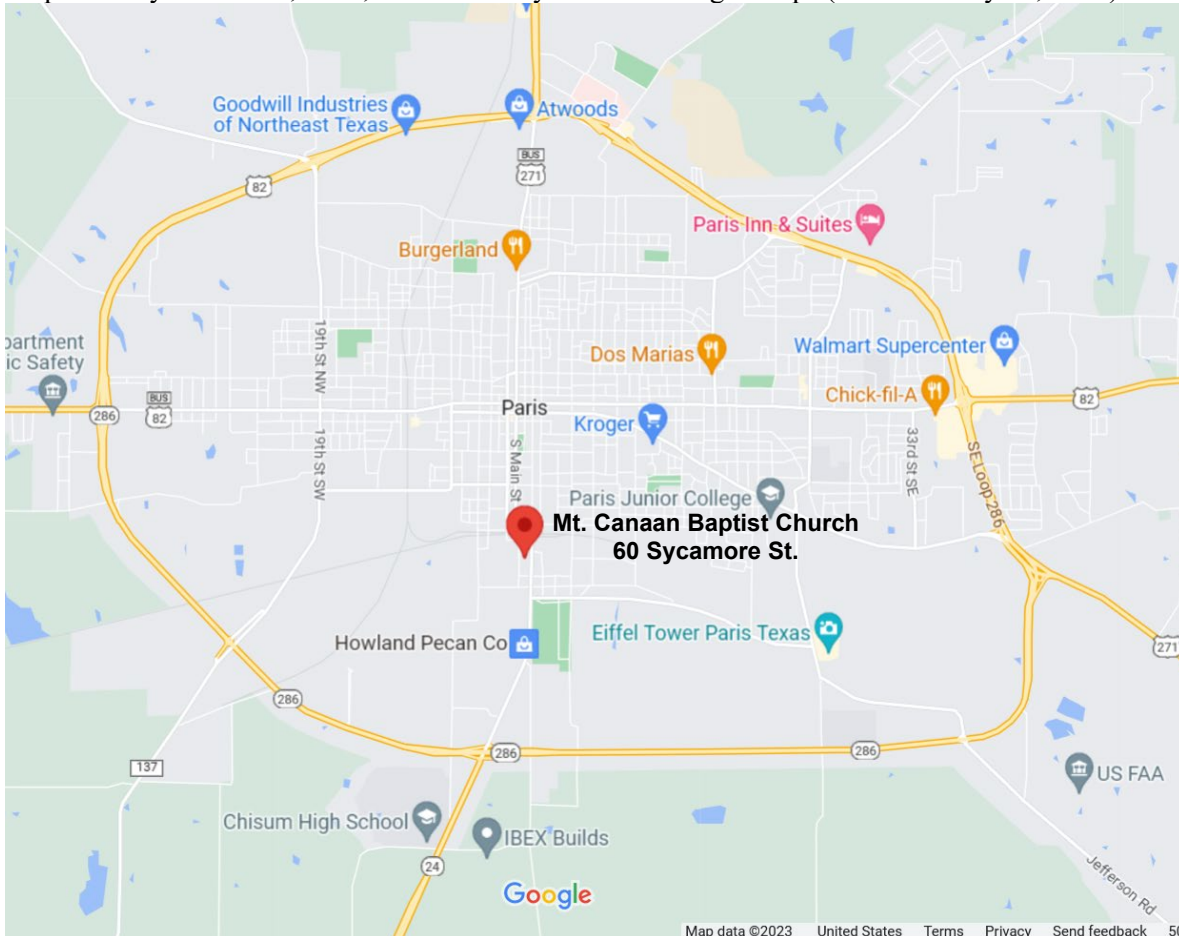 Goodwill Industries
of Northeast Texas
Atwoods
BUS
271
82
Paris Inn & Suites
Burgerland
19th St NW
partment
ic Safety
Dos Marias
Walmart Supercenter
Chick-fil-A
286
BUS
82
Paris
82
Kroger
S Main St
33rd St SE
SE Loop 286
19th St SW
Paris Junior College
Mt. Canaan Baptist Church
60 Sycamore St.
Eiffel Tower Paris Texas
Howland Pecan Co
271
286
286
286
137
US FAA
Chisum High School
IBEX Builds
24
Jefferson Rd
Google
Map data ©2023 United States Terms Privacy Send feedback